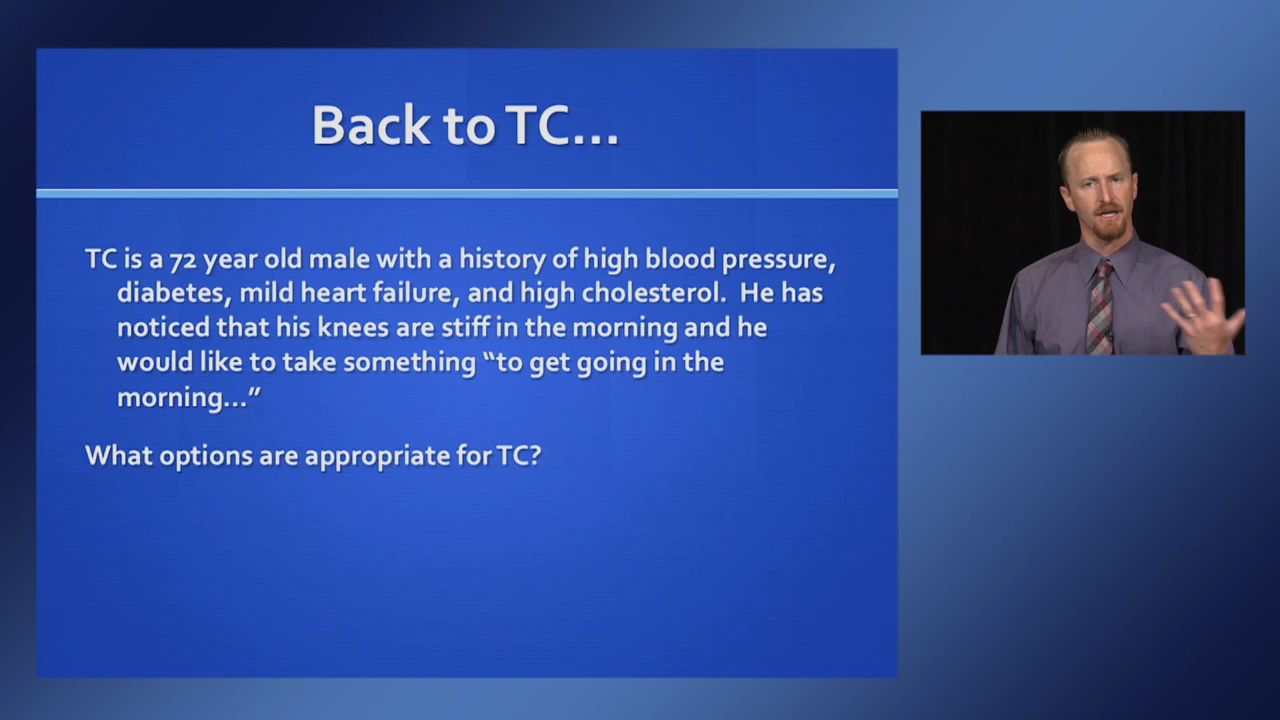 Back to TC...
TC is a 72 year old male with a history of high blood pressure,
diabetes, mild heart failure, and high cholesterol.  He has
noticed that his knees are stiff in the morning and he
would like to take something “to get going in the
morning...”
What options are appropriate for TC?